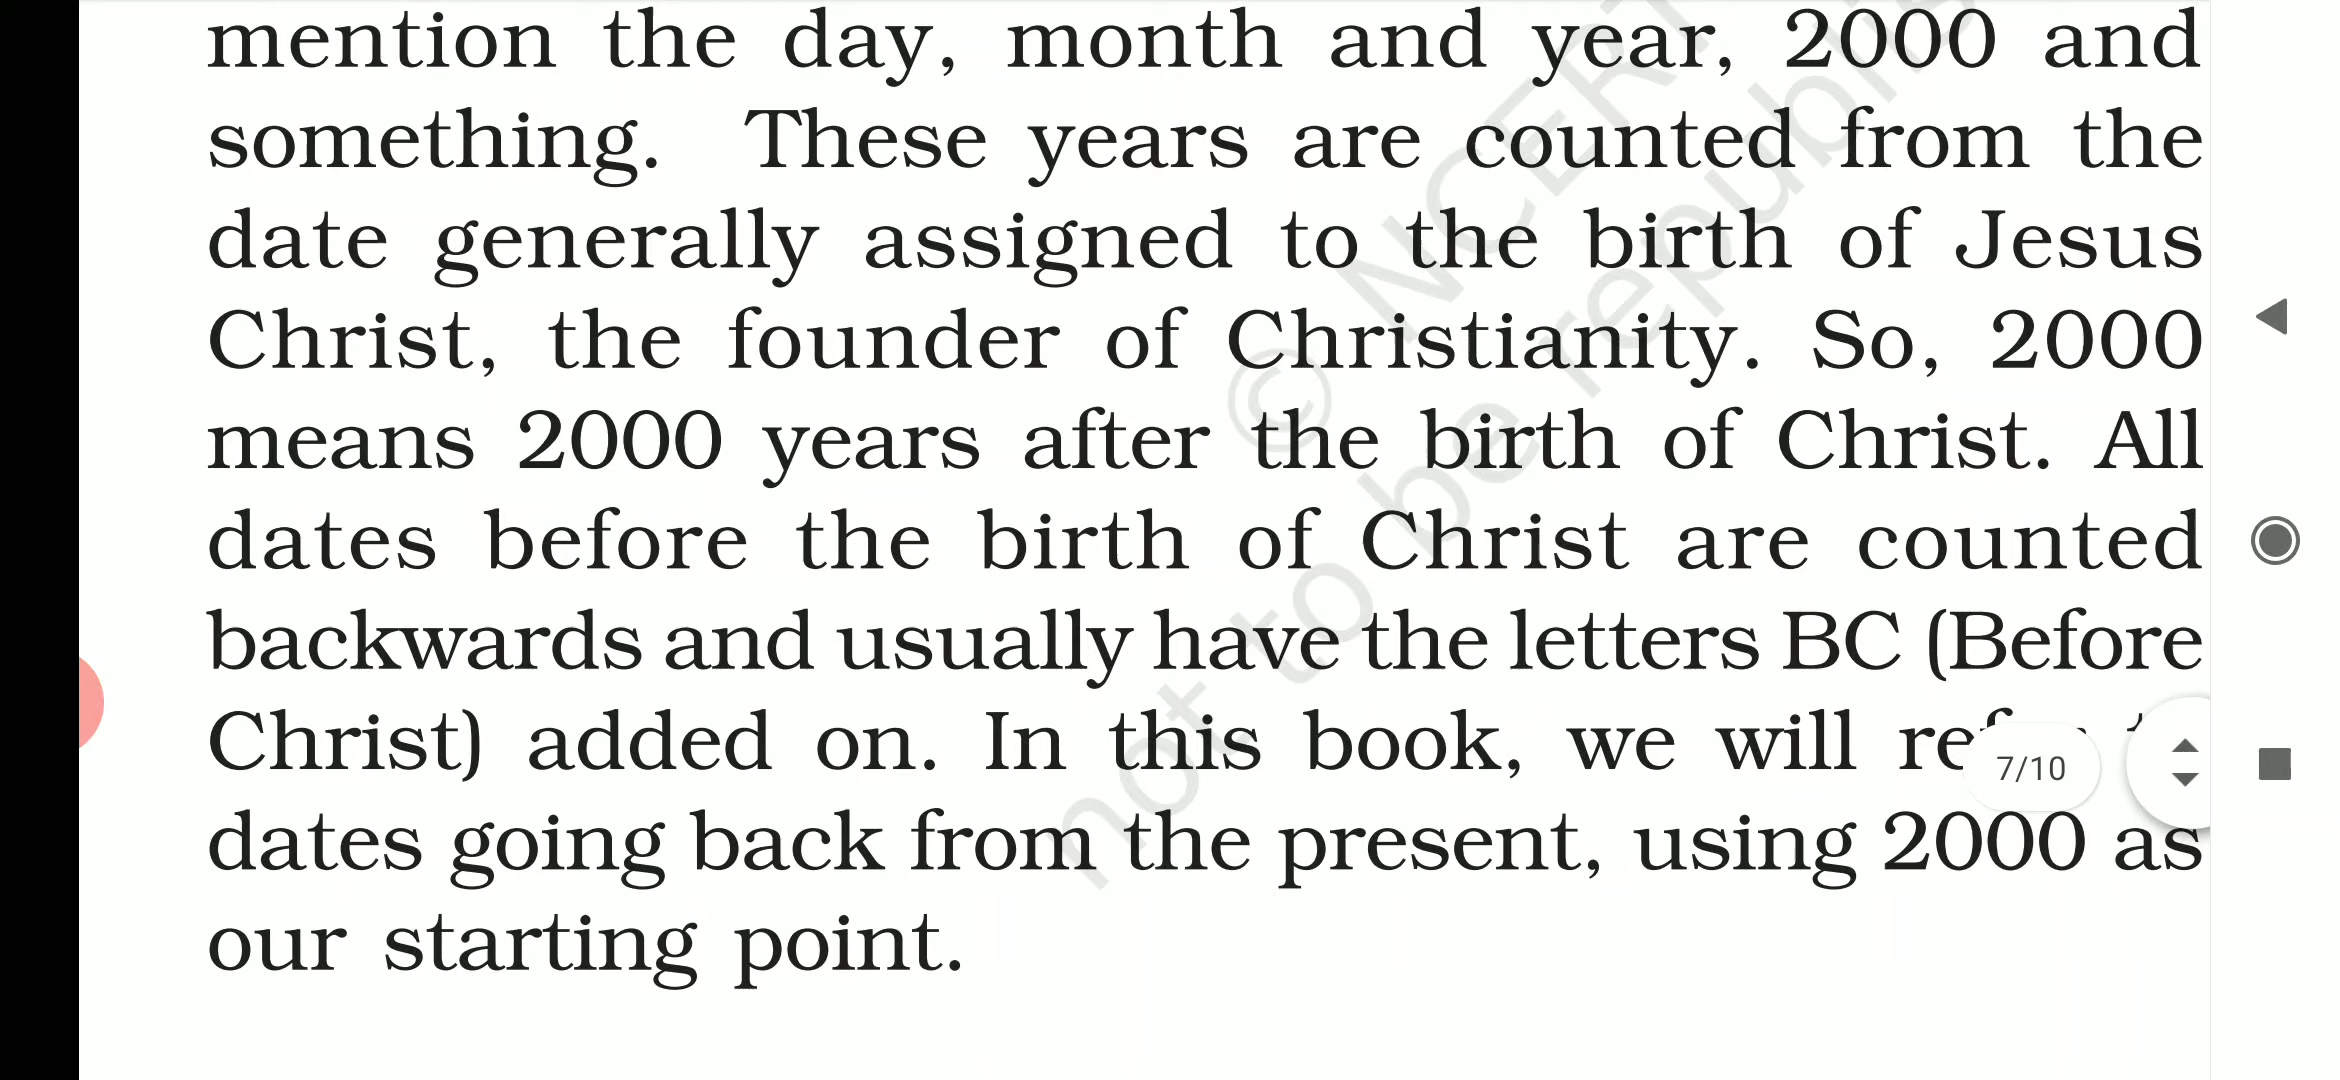 mention the day, month and year, 2000 and
something. These years are counted from the
date generally assigned to the birth of Jesus
Christ, the founder of Christianity. So, 2000
means 2000 years after the birth of Christ. All
dates before the birth of Christ are counted
backwards and usually have the letters BC (Before
Christ) added on. In this book, we will
dates going back from the present, using 2000 as
our starting point.
7/10
© NCERT
not to be